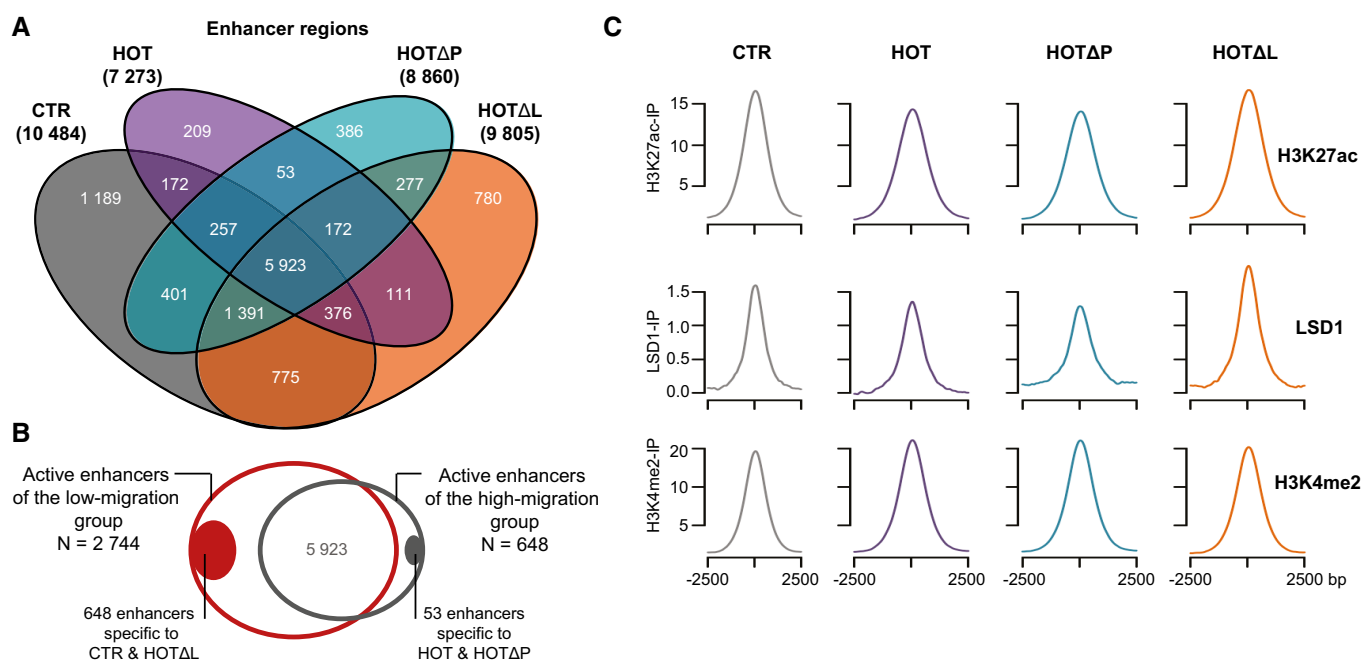 A
Enhancer regions
HOT
(7 273)
HOTΔP
(8 860)
CTR
(10 484)
HOTΔL
(9 805)
209
386
1 189
172
53
277
780
257
172
5 923
401
1 391
376
111
775
B
Active enhancers
of the low-migration
group
N = 2 744
5 923
Active enhancers
of the high-migration
group
N = 648
648 enhancers
specific to
CTR & HOTΔL
53 enhancers
specific to
HOT & HOTΔP
C
CTR
HOT
HOTΔP
HOTΔL
H3K27ac-IP
15
10
5
H3K27ac
LSD1-IP
1.5
1.0
0.5
0.0
LSD1
H3K4me2-IP
20
10
5
H3K4me2
-2500
2500
-2500
2500
-2500
2500
-2500
2500 bp